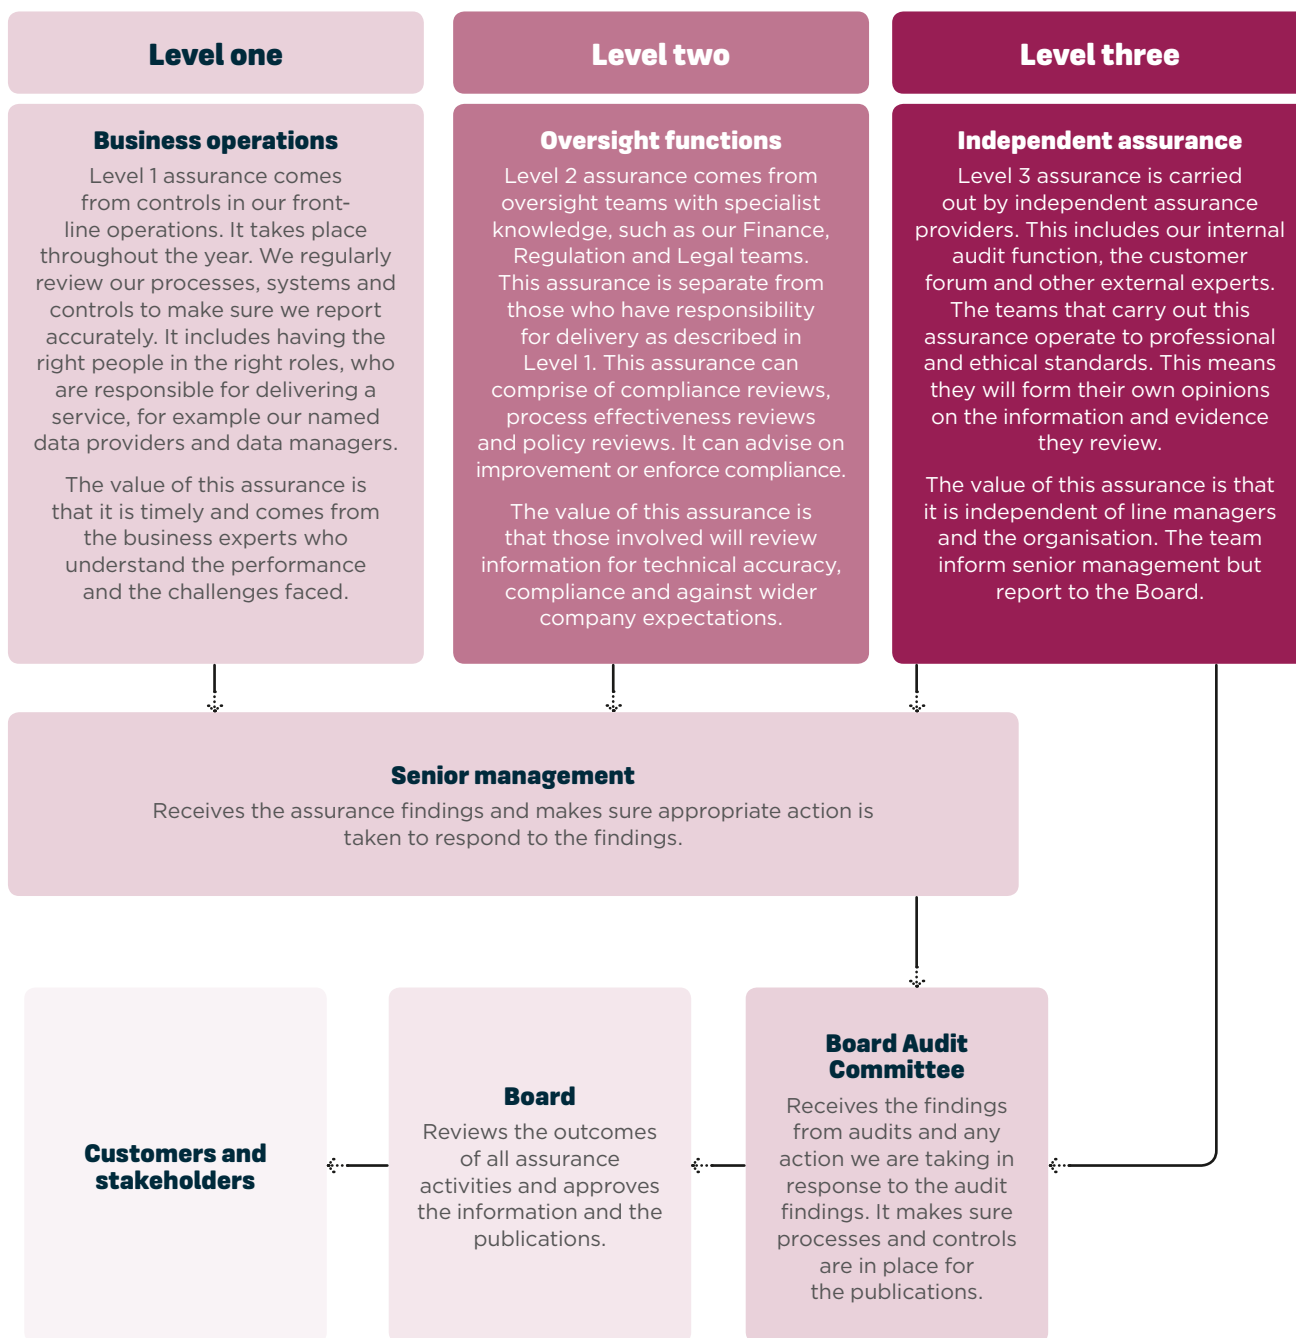 Level one
Business operations
Level 1 assurance comes
from controls in our front-
line operations. It takes place
throughout the year. We regularly
review our processes, systems and
controls to make sure we report
accurately. It includes having the
right people in the right roles, who
are responsible for delivering a
service, for example our named
data providers and data managers.
The value of this assurance is
that it is timely and comes from
the business experts who
understand the performance
and the challenges faced.
Level two
Oversight functions
Level 2 assurance comes from
oversight teams with specialist
knowledge, such as our Finance,
Regulation and Legal teams.
This assurance is separate from
those who have responsibility
for delivery as described in
Level 1. This assurance can
comprise of compliance reviews,
process effectiveness reviews
and policy reviews. It can advise on
improvement or enforce compliance.
The value of this assurance is
that those involved will review
information for technical accuracy,
compliance and against wider
company expectations.
Level three
Independent assurance
Level 3 assurance is carried
out by independent assurance
providers. This includes our internal
audit function, the customer
forum and other external experts.
The teams that carry out this
assurance operate to professional
and ethical standards. This means
they will form their own opinions
on the information and evidence
they review.
The value of this assurance is that
it is independent of line managers
and the organisation. The team
inform senior management but
report to the Board.
Senior management
Receives the assurance findings and makes sure appropriate action is
taken to respond to the findings.
Customers and
stakeholders
Board
Reviews the outcomes
of all assurance
activities and approves
the information and the
publications.
Board Audit
Committee
Receives the findings
from audits and any
action we are taking in
response to the audit
findings. It makes sure
processes and controls
are in place for
the publications.